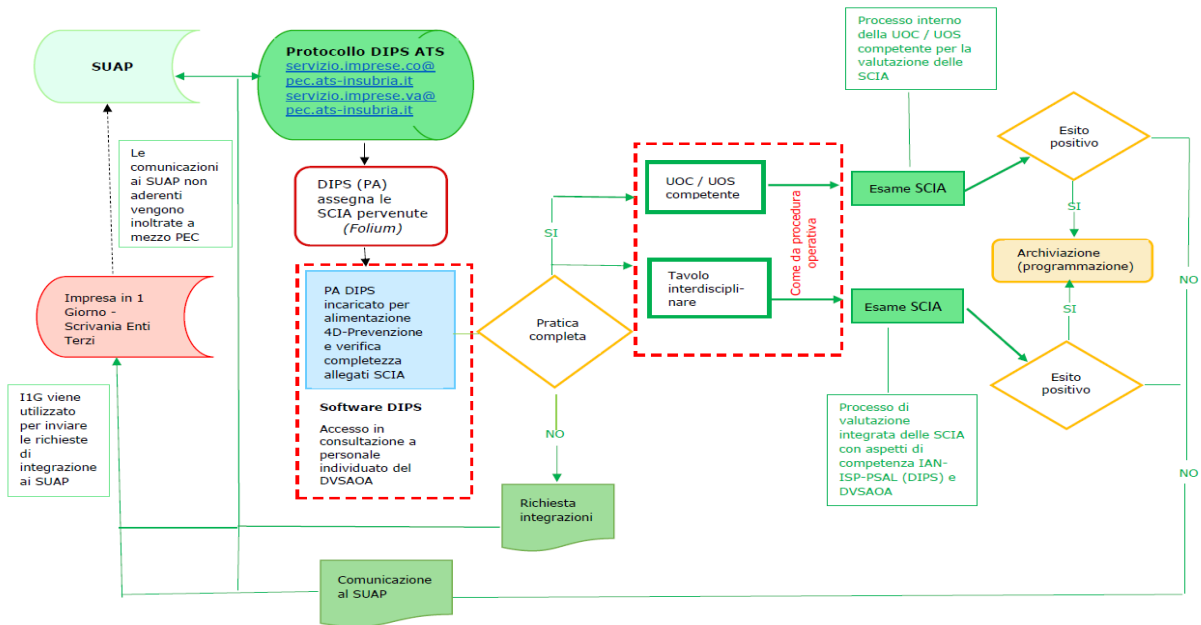 SUAP
Protocollo DIPS ATS
servizio.imprese.co@
pec.ats-insubria.it
servizio.imprese.va@
pec.ats-insubria.it
Le
comunicazioni
ai SUAP non
aderenti
vengono
inoltrate a
mezzo PEC
DIPS (PA)
assegna le
SCIA pervenute
(Folium)
Impresa in 1
Giorno -
Scrivania Enti
Terzi
I1G viene
utilizzato
per inviare
le richieste
di
integrazione
ai SUAP
PA DIPS
incaricato per
alimentazione
4D-Prevenzione
e verifica
completezza
allegati SCIA
Software DIPS
Accesso in
consultazione a
personale
individuato del
DVSAOA
Pratica
completa
SI
NO
Richiesta
integrazioni
Comunicazione
al SUAP
UOC / UOS
competente
Tavolo
interdiscipli-
nare
Come da procedura
operativa
Processo interno
della UOC / UOS
competente per la
valutazione delle
SCIA
Esame SCIA
Esame SCIA
Processo di
valutazione
integrata delle SCIA
con aspetti di
competenza IAN-
ISP-PSAL (DIPS) e
DVSAOA
Esito
positivo
SI
Archiviazione
(programmazione)
SI
Esito
positivo
NO
NO